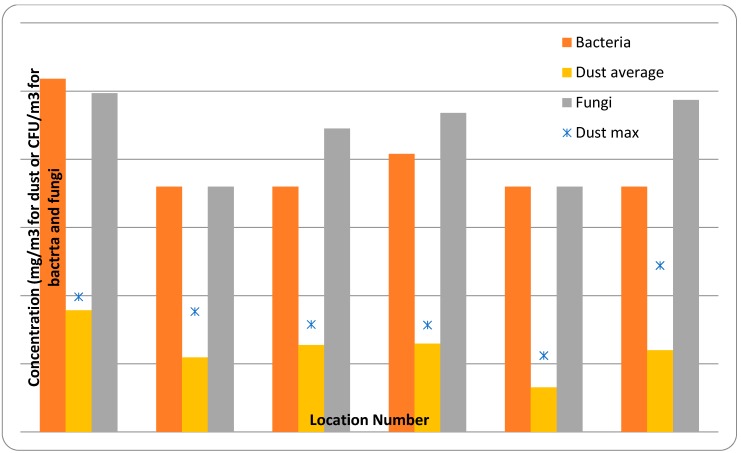 Concentration (mg/m3 for dust or CFU/m3 for
bactrta and fungi
Bacteria
Dust average
Fungi
Dust max
Location Number